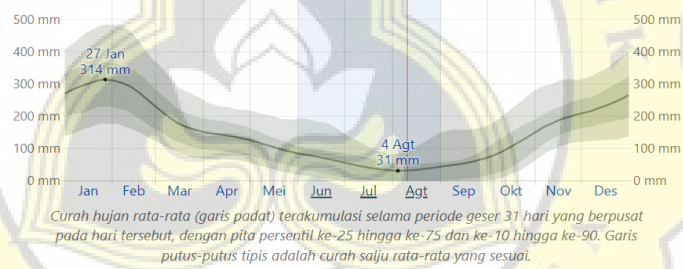 500 mm 500 mm
27 Jan
400 mm 400 mm
314 mm
300 mm 300 mm
200 mm 200 mm
4 Agt
100 mm 100 mm
31 mm
0 mm 0 mm
Jan Feb Mar Apr Mei Jun Jul Agt Sep Okt Nov Des
Curah hujan rata-rata (garis padat) terakumulasi selama periode geser 31 hari yang berpusat
pada hari tersebut, dengan pita persentil ke-25 hingga ke-75 dan ke-10 hingga ke-90. Garis
putus-putus tipis adalah curah salju rata-rata yang sesuai.